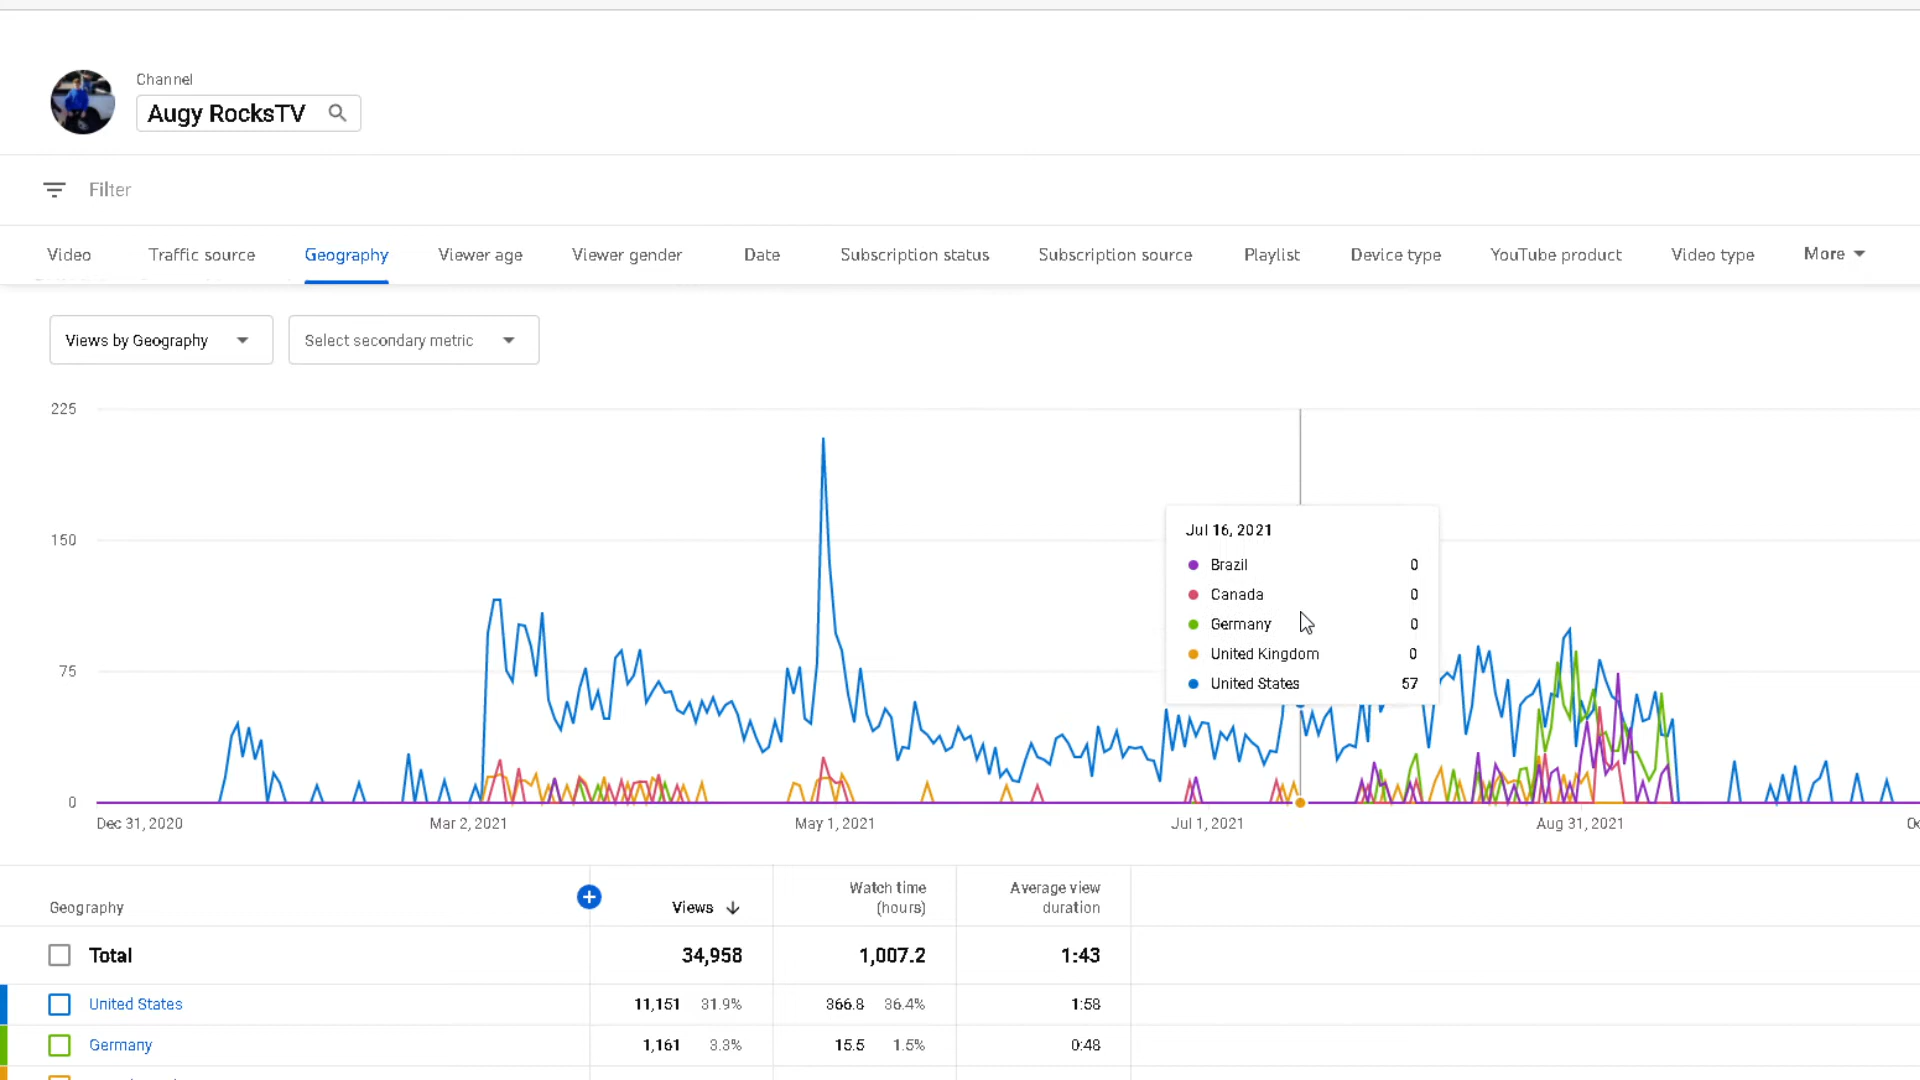 Channel
Augy RocksTV
Filter
Video Traffic source Geography Viewer age Viewer gender Date Subscription status Subscription source Playlist Device type YouTube product Video type More
Views by Geography Select secondary metric
225
150
75
0
Jul 16, 2021
Brazil 0
Canada 0
Germany 0
United Kingdom 0
United States 57
Dec 31, 2020 Mar 2, 2021 May 1, 2021 Jul 1, 2021 Aug 31, 2021
Geography Views Watch time (hours) Average view duration
Total 34,958 1,007.2 1:43
United States 11,151 31.9% 366.8 36.4% 1:58
Germany 1,161 3.3% 15.5 1.5% 0:48